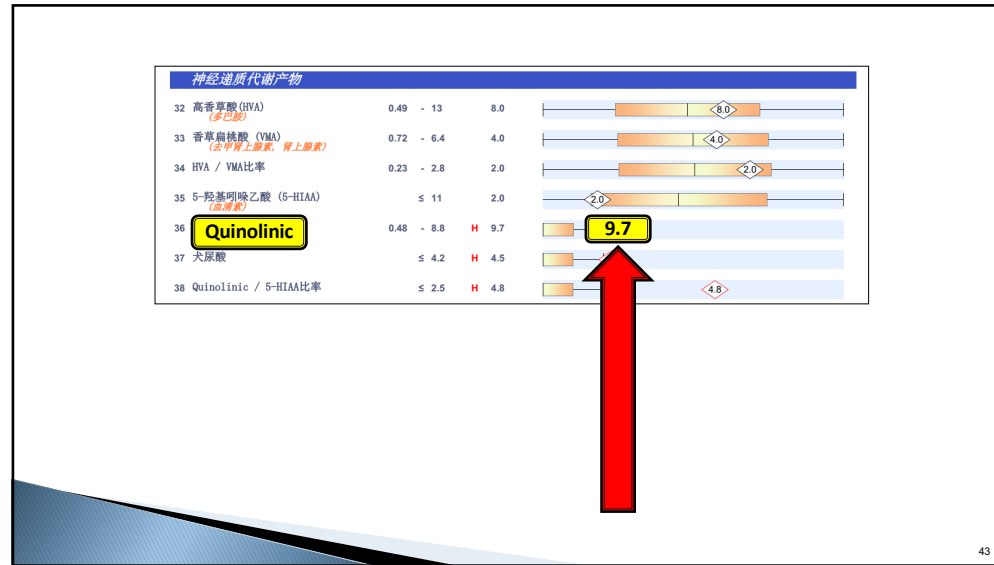 神经递质代谢产物
32 高香草酸(HVA) 0.49 - 13 8.0 8.0
(多巴胺)
33 香草扁桃酸 (VMA) 0.72 - 6.4 4.0 4.0
(去甲肾上腺素, 肾上腺素)
34 HVA / VMA比率 0.23 - 2.8 2.0 2.0
35 5-羟基吲哚乙酸 (5-HIAA) ≤ 11 2.0 2.0
(血清素)
36 Quinolinic 0.48 - 8.8 H 9.7 9.7
37 犬尿酸 ≤ 4.2 H 4.5
38 Quinolinic / 5-HIAA比率 ≤ 2.5 H 4.8 4.8
43